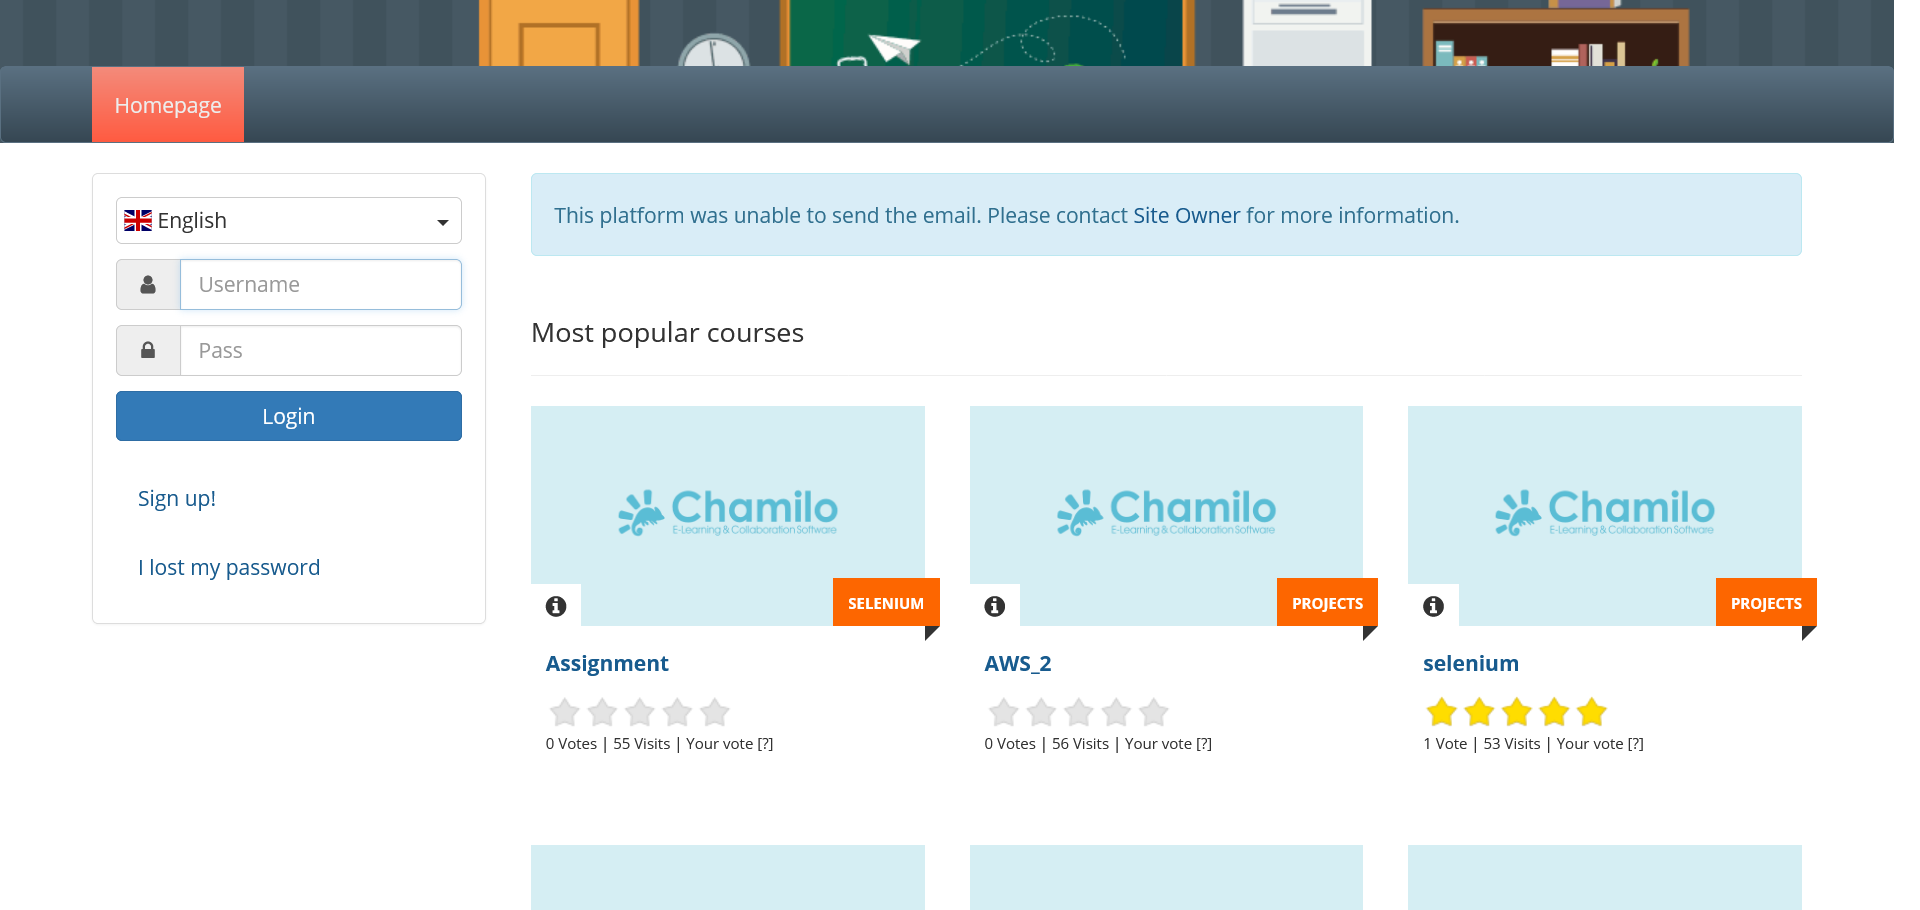 Homepage
English
Username
Pass
Login
Sign up!
I lost my password
This platform was unable to send the email. Please contact Site Owner for more information.
Most popular courses
Chamilo
E-Learning & Collaboration Software
SELENIUM
Assignment
0 Votes | 55 Visits | Your vote [?]
Chamilo
E-Learning & Collaboration Software
PROJECTS
AWS_2
0 Votes | 56 Visits | Your vote [?]
Chamilo
E-Learning & Collaboration Software
PROJECTS
selenium
1 Vote | 53 Visits | Your vote [?]